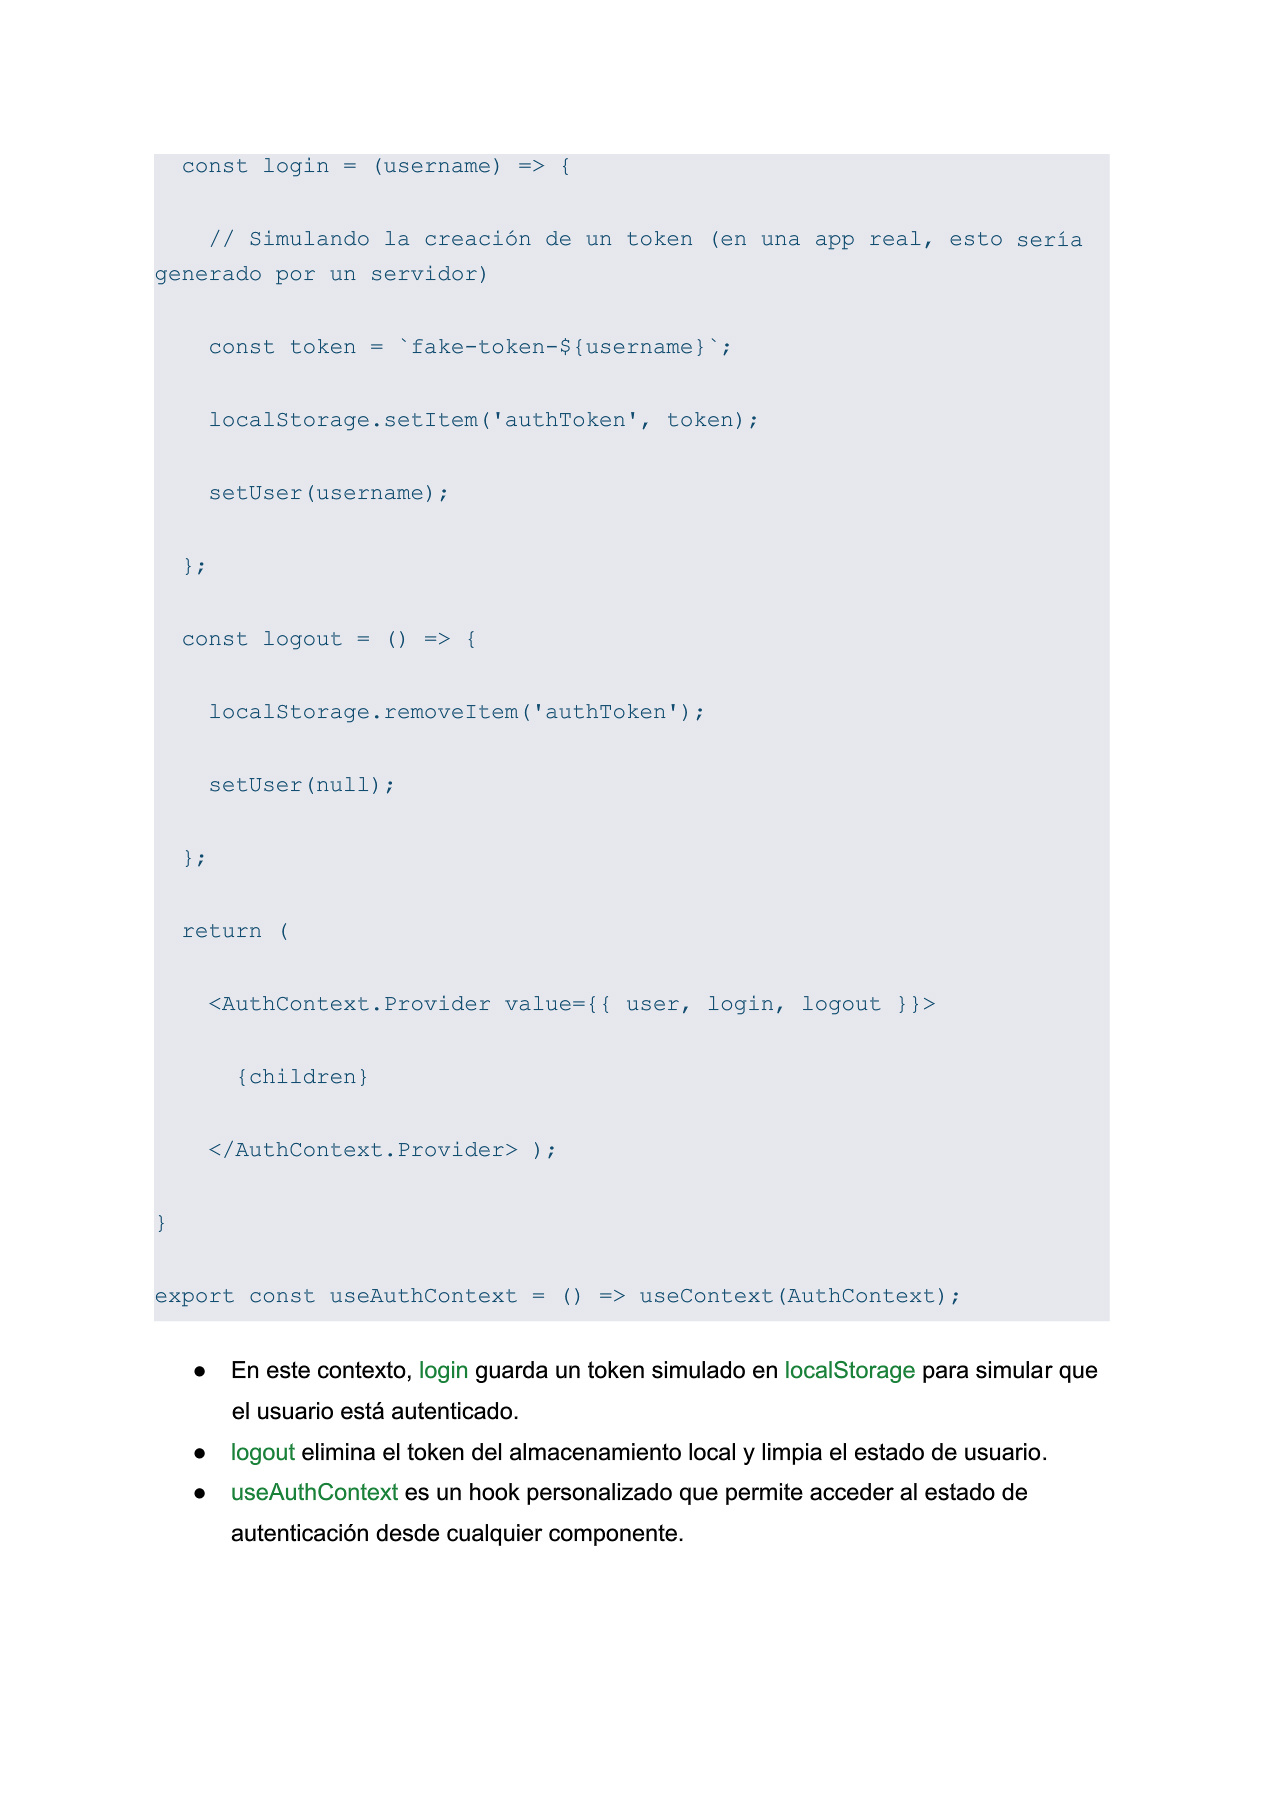 const login = (username) => {
// Simulando la creación de un token (en una app real, esto sería
generado por un servidor)
const token = `fake-token-${username}`;
localStorage.setItem('authToken', token);
setUser(username);
};
const logout = () => {
localStorage.removeItem('authToken');
setUser(null);
};
return (
<AuthContext.Provider value={{ user, login, logout }}>
{children}
</AuthContext.Provider> );
}
export const useAuthContext = () => useContext(AuthContext);
● En este contexto, login guarda un token simulado en localStorage para simular que
el usuario está autenticado.
● logout elimina el token del almacenamiento local y limpia el estado de usuario.
● useAuthContext es un hook personalizado que permite acceder al estado de
autenticación desde cualquier componente.